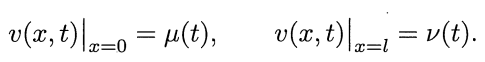 v(x,t)|ₓ₌₀ = μ(t), v(x,t)|ₓ₌ₗ = ν(t).